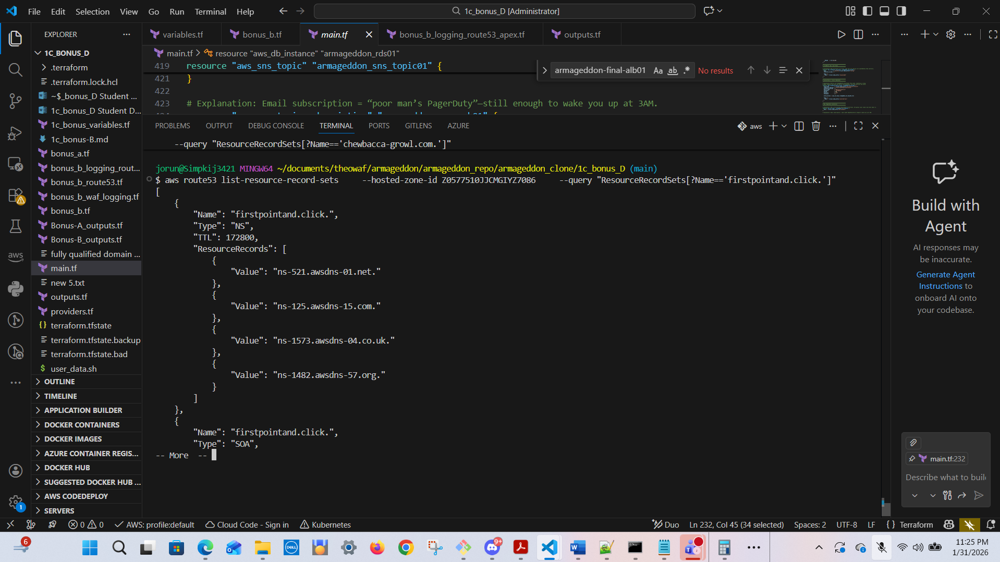 File Edit Selection View Go Run Terminal Help
1c_bonus_D [Administrator]
EXPLORER
1C_BONUS_D
.terraform
.terraform.lock.hcl
~$_bonus_D Student ...
1c_bonus_D Student D...
1c_bonus_variables.tf
1c_bonus-B.md
bonus_a.tf
bonus_b_logging_rout...
bonus_b_route53.tf
bonus_b_waf_logging.tf
bonus_b.tf
Bonus-A_outputs.tf
Bonus-B_outputs.tf
fully qualified domain ...
main.tf
new 5.txt
outputs.tf
providers.tf
terraform.tfstate
terraform.tfstate.backup
terraform.tfstate.bad
user_data.sh
OUTLINE
TIMELINE
APPLICATION BUILDER
DOCKER CONTAINERS
DOCKER IMAGES
AZURE CONTAINER REGIS...
DOCKER HUB
SUGGESTED DOCKER HUB ...
AWS CODEDEPLOY
SERVERS
aws
1
variables.tf bonus_b.tf main.tf bonus_b_logging_route53_apex.tf outputs.tf
main.tf > resource "aws_db_instance" "armageddon_rds01"
419 resource "aws_sns_topic" "armageddon_sns_topic01" {
421 }
422
423 # Explanation: Email subscription = “poor man’s PagerDuty”—still enough to wake you up at 3AM.
armageddon-final-alb01 Aa ab .* No results
PROBLEMS OUTPUT DEBUG CONSOLE TERMINAL PORTS GITLENS AZURE
aws
--query "ResourceRecordSets[?Name=='chewbacca-growl.com.']"
jorun@Simpkij3421 MINGW64 ~/documents/theowaf/armageddon/armageddon_repo/armageddon_clone/1c_bonus_D (main)
$ aws route53 list-resource-record-sets --hosted-zone-id Z0577510JJCMGIYZ7086 --query "ResourceRecordSets[?Name=='firstpointand.click.']"
[
{
"Name": "firstpointand.click.",
"Type": "NS",
"TTL": 172800,
"ResourceRecords": [
{
"Value": "ns-521.awsdns-01.net."
},
{
"Value": "ns-125.awsdns-15.com."
},
{
"Value": "ns-1573.awsdns-04.co.uk."
},
{
"Value": "ns-1482.awsdns-57.org."
}
]
},
{
"Name": "firstpointand.click.",
"Type": "SOA",
-- More --
Build with
Agent
AI responses may
be inaccurate.
Generate Agent
Instructions to
onboard AI onto
your codebase.
main.tf:232
Describe what to buil
0 0 AWS: profile:default Cloud Code - Sign in Kubernetes
Duo Ln 232, Col 45 (34 selected) Spaces: 2 UTF-8 LF { } Terraform
6
DELL
9+
11:25 PM
1/31/2026